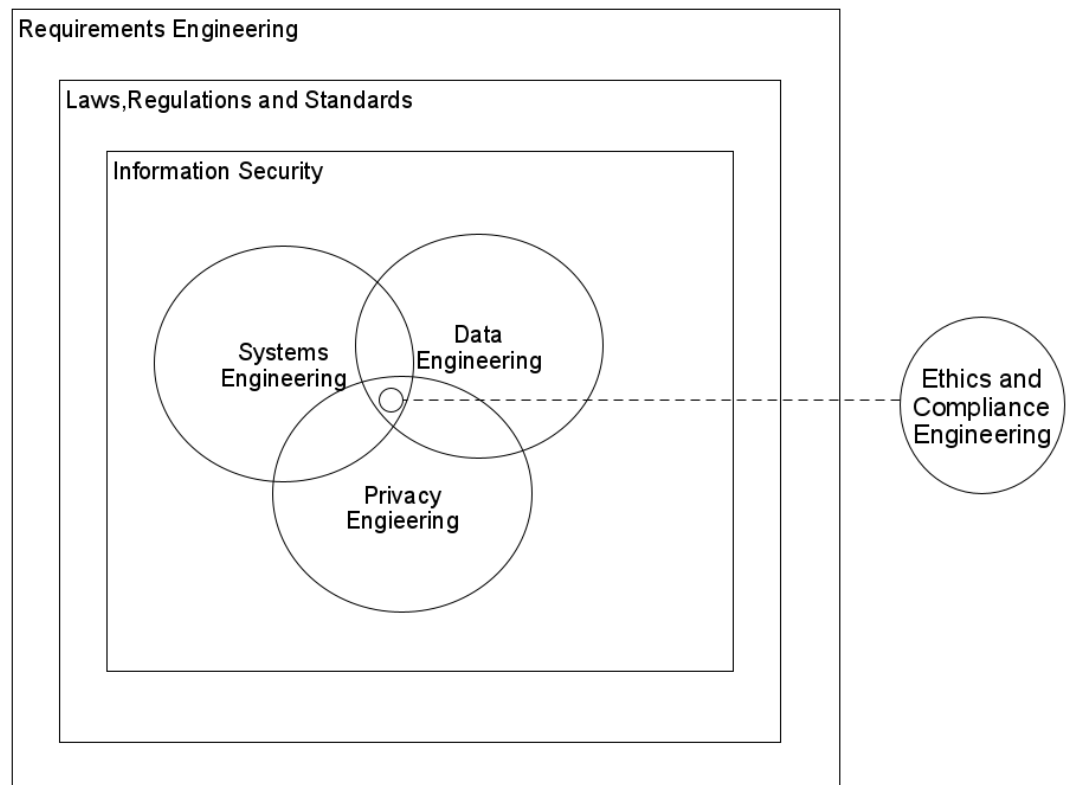 Requirements Engineering
Laws,Regulations and Standards
Information Security
Systems
Engineering
Data
Engineering
Privacy
Engieering
Ethics and
Compliance
Engineering